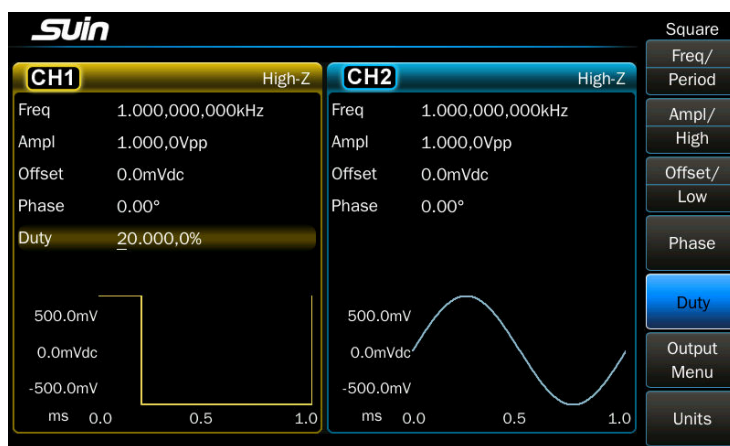 Suin
CH1 High-Z
Freq 1.000,000,000kHz
Ampl 1.000,0Vpp
Offset 0.0mVdc
Phase 0.00°
Duty 20.000,0%
500.0mV
0.0mVdc
-500.0mV
ms 0.0 0.5 1.0
CH2 High-Z
Freq 1.000,000,000kHz
Ampl 1.000,0Vpp
Offset 0.0mVdc
Phase 0.00°
500.0mV
0.0mVdc
-500.0mV
ms 0.0 0.5 1.0
Square
Freq/
Period
Ampl/
High
Offset/
Low
Phase
Duty
Output
Menu
Units